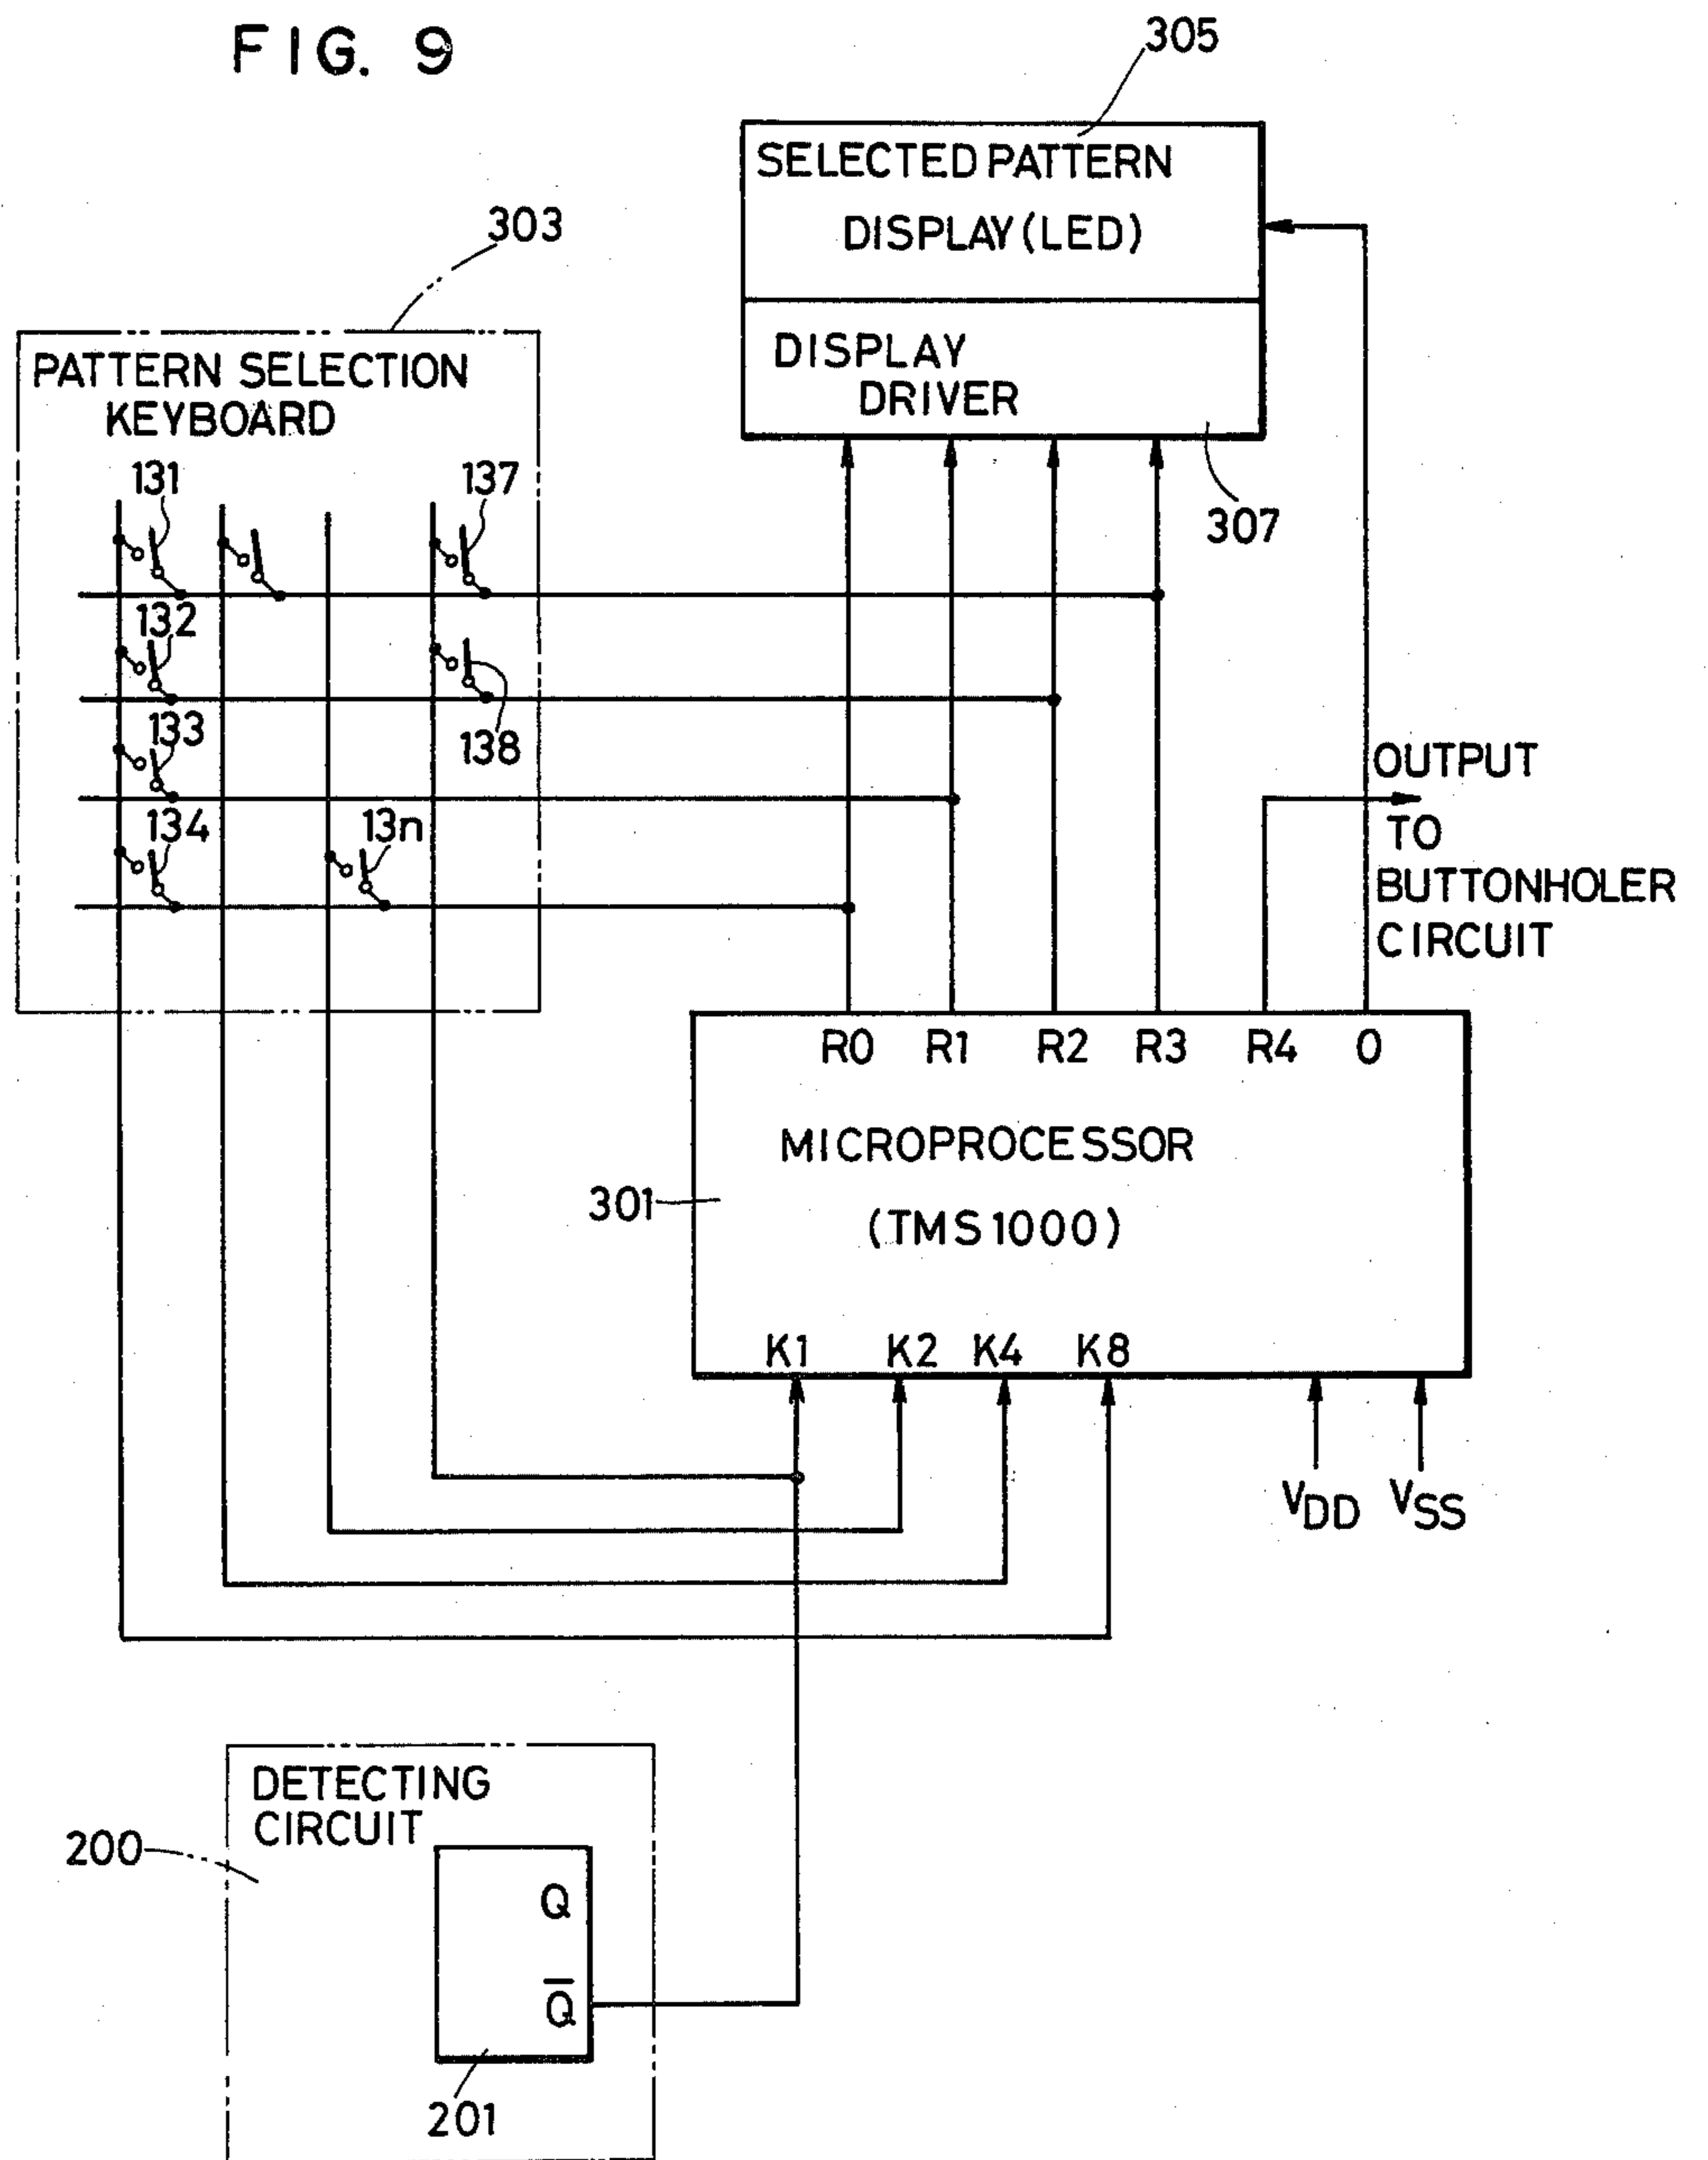 FIG. 9
305
SELECTED PATTERN
DISPLAY (LED)
303
DISPLAY
DRIVER
307
PATTERN SELECTION
KEYBOARD
131
137
132
138
133
134
13n
OUTPUT
TO
BUTTONHOLER
CIRCUIT
R0 R1 R2 R3 R4 0
MICROPROCESSOR
301
(TMS1000)
K1 K2 K4 K8
VDD VSS
DETECTING
CIRCUIT
200
Q
Q̅
201